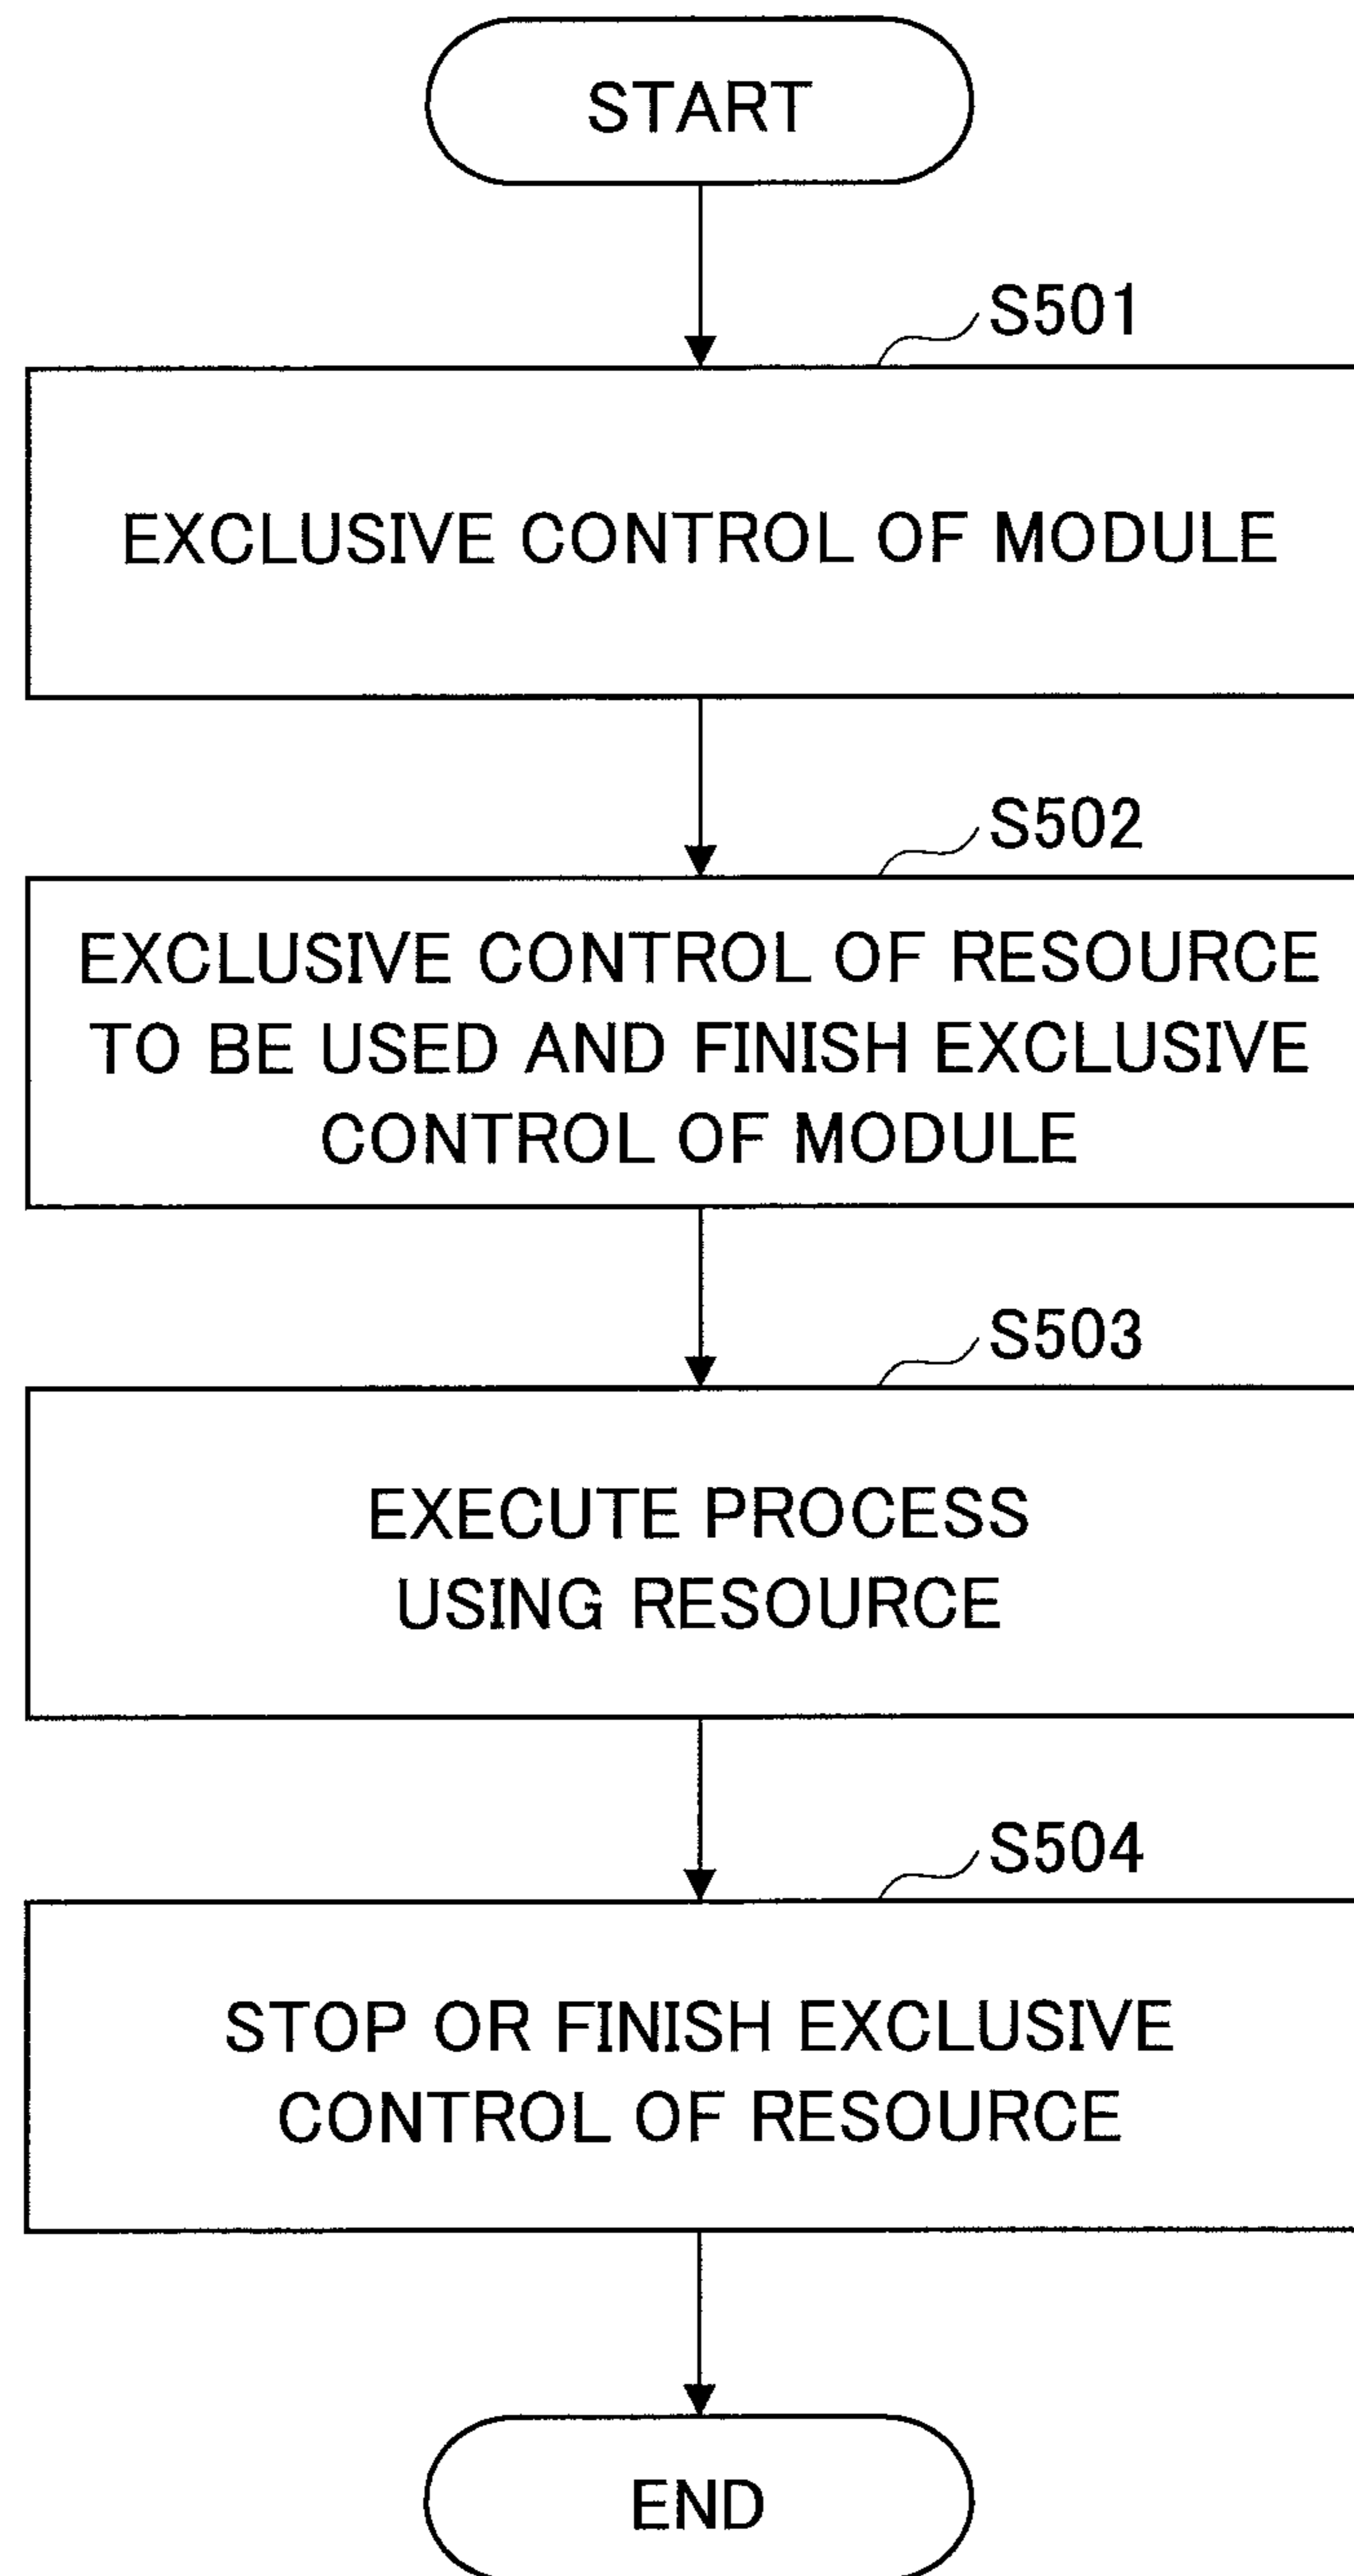 START
S501
EXCLUSIVE CONTROL OF MODULE
S502
EXCLUSIVE CONTROL OF RESOURCE
TO BE USED AND FINISH EXCLUSIVE
CONTROL OF MODULE
S503
EXECUTE PROCESS
USING RESOURCE
S504
STOP OR FINISH EXCLUSIVE
CONTROL OF RESOURCE
END